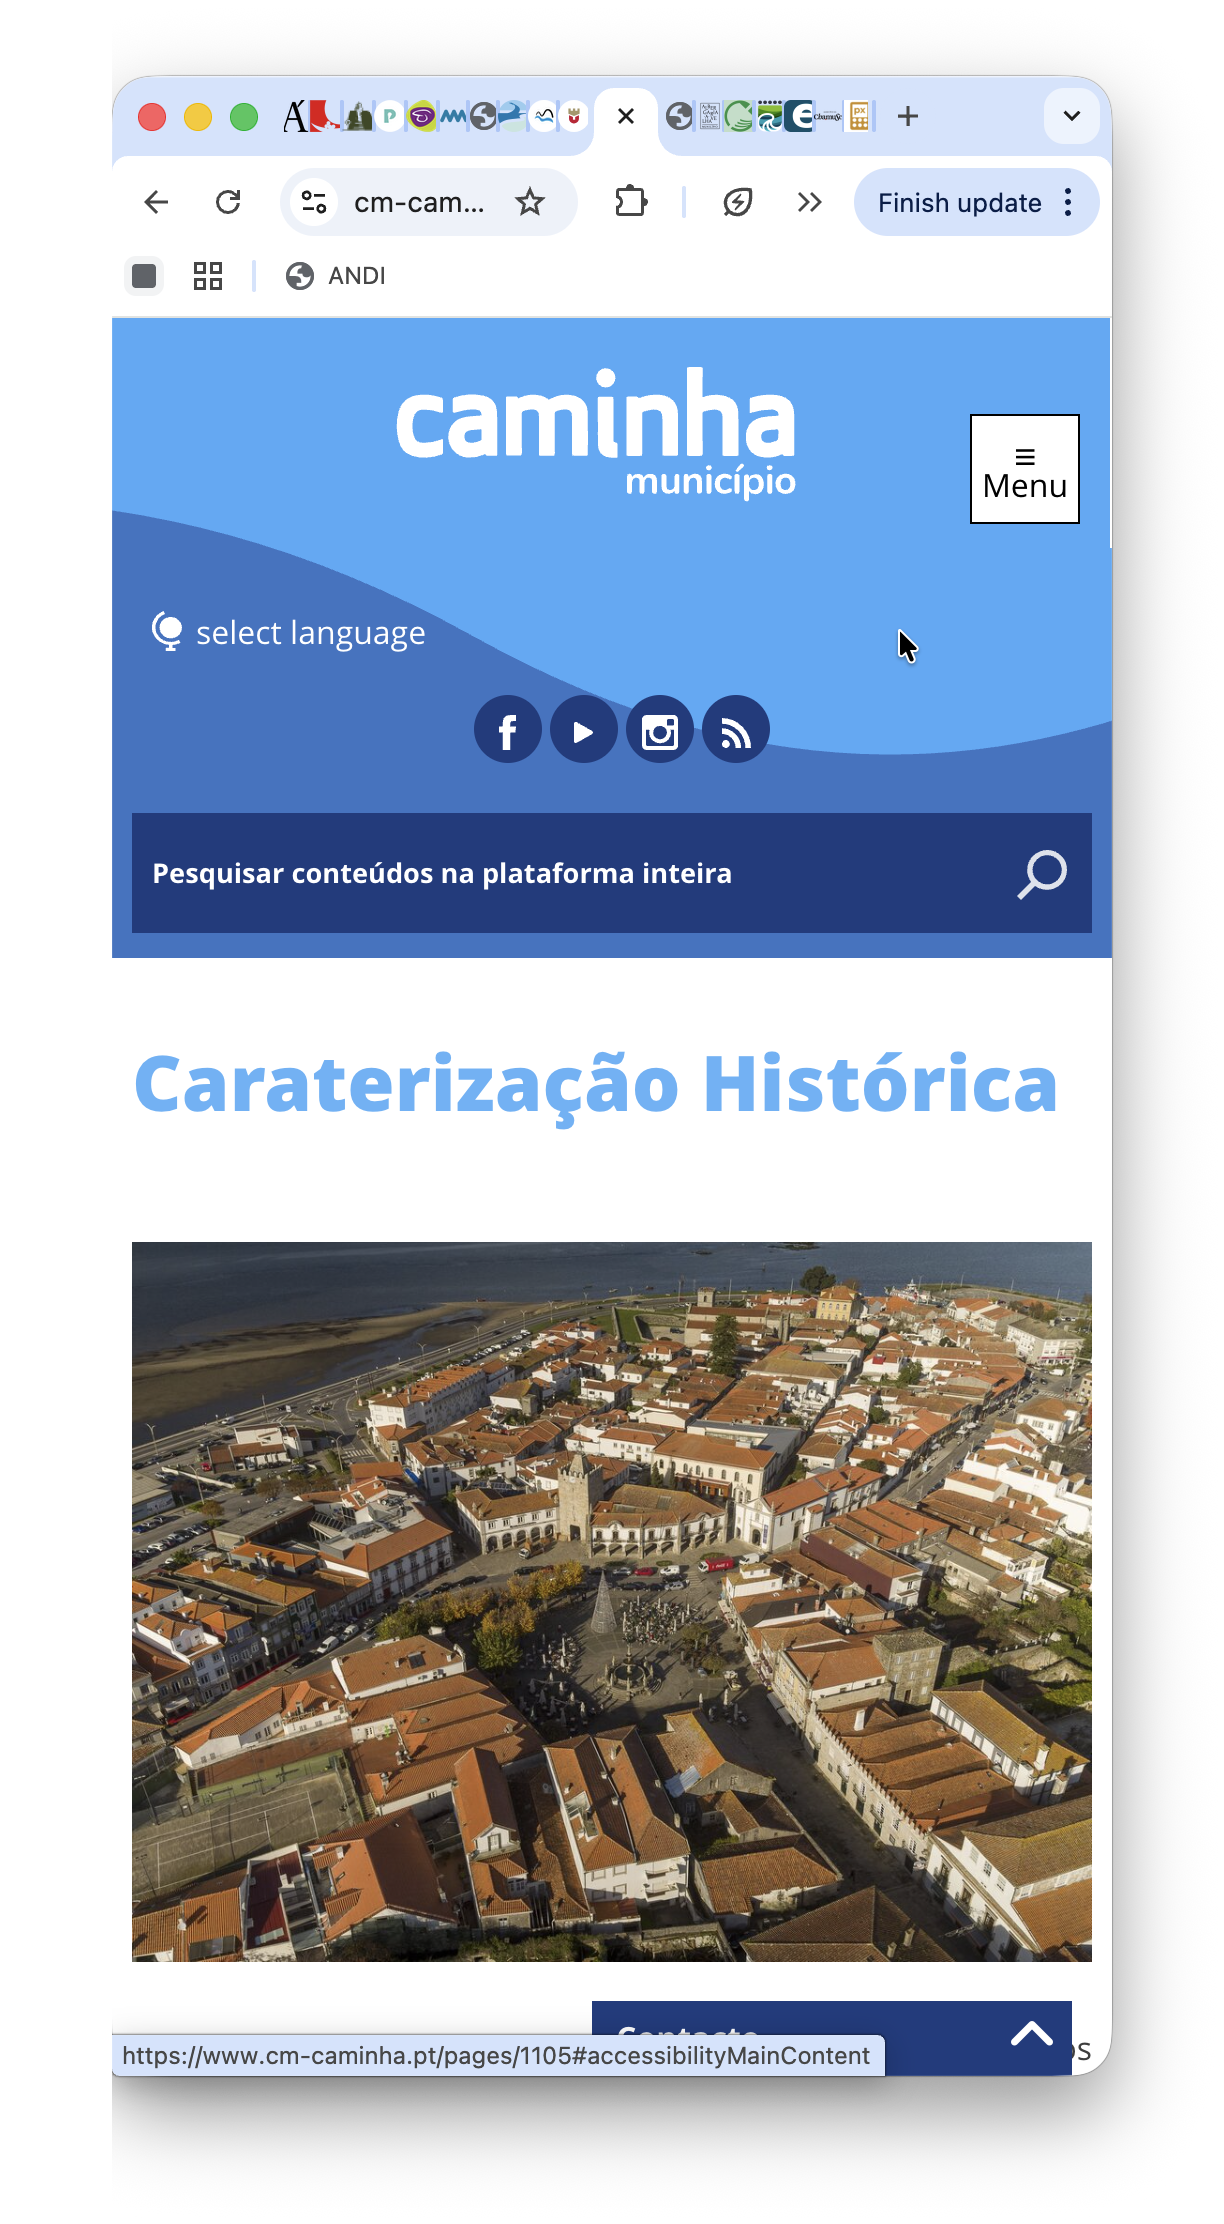 cm-cam...
Finish update
ANDI
caminha
município
Menu
select language
Pesquisar conteúdos na plataforma inteira
Caraterização Histórica
https://www.cm-caminha.pt/pages/1105#accessibilityMainContent